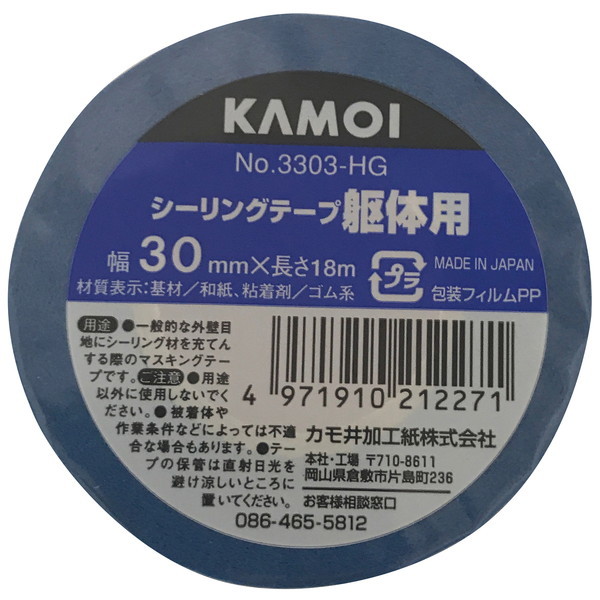 KAMOI
No.3303-HG
シーリングテープ躯体用
幅30mm×長さ18m
プラ
MADE IN JAPAN
材質表示:基材/和紙、粘着剤/ゴム系
包装フィルムPP
用途 ●一般的な外壁目
地にシーリング材を充てん
する際のマスキングテー
プです。ご注意 ●用途
以外に使用しないでく
ださい。●被着体や
作業条件などによっては不適
合な場合もあります。●テー
プの保管は直射日光を
避け涼しいところに
置いてください。
4 971910 212271
カモ井加工紙株式会社
本社・工場 〒710-8611
岡山県倉敷市片島町236
お客様相談窓口
086-465-5812